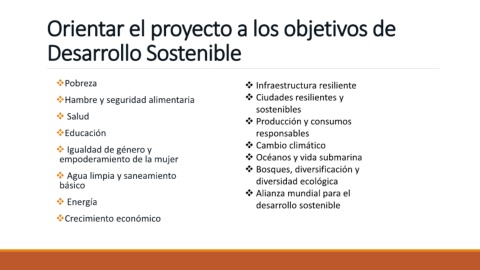 Orientar el proyecto a los objetivos de
Desarrollo Sostenible
❖Pobreza
❖Hambre y seguridad alimentaria
❖ Salud
❖Educación
❖ Igualdad de género y
empoderamiento de la mujer
❖ Agua limpia y saneamiento
básico
❖ Energía
❖Crecimiento económico
❖ Infraestructura resiliente
❖ Ciudades resilientes y
sostenibles
❖ Producción y consumos
responsables
❖ Cambio climático
❖ Océanos y vida submarina
❖ Bosques, diversificación y
diversidad ecológica
❖ Alianza mundial para el
desarrollo sostenible